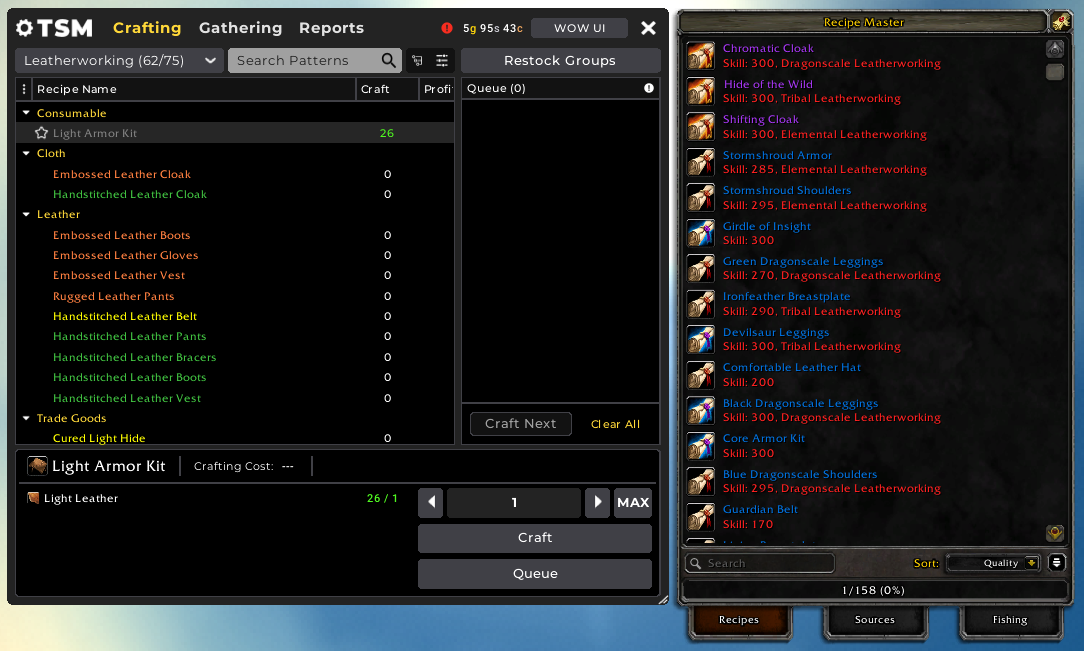 TSM
Crafting
Gathering
Reports
5g 95s 43c
WOW UI
Leatherworking (62/75)
Search Patterns
Restock Groups
Recipe Name
Craft
Profi
Queue (0)
Consumable
Light Armor Kit 26
Cloth
Embossed Leather Cloak 0
Handstitched Leather Cloak 0
Leather
Embossed Leather Boots 0
Embossed Leather Gloves 0
Embossed Leather Vest 0
Rugged Leather Pants 0
Handstitched Leather Belt 0
Handstitched Leather Pants 0
Handstitched Leather Bracers 0
Handstitched Leather Boots 0
Handstitched Leather Vest 0
Trade Goods
Cured Light Hide 0
Craft Next
Clear All
Light Armor Kit
Crafting Cost: ---
Light Leather 26 / 1
1
MAX
Craft
Queue
Recipe Master
Chromatic Cloak
Skill: 300, Dragonscale Leatherworking
Hide of the Wild
Skill: 300, Tribal Leatherworking
Shifting Cloak
Skill: 300, Elemental Leatherworking
Stormshroud Armor
Skill: 285, Elemental Leatherworking
Stormshroud Shoulders
Skill: 295, Elemental Leatherworking
Girdle of Insight
Skill: 300
Green Dragonscale Leggings
Skill: 270, Dragonscale Leatherworking
Ironfeather Breastplate
Skill: 290, Tribal Leatherworking
Devilsaur Leggings
Skill: 300, Tribal Leatherworking
Comfortable Leather Hat
Skill: 200
Black Dragonscale Leggings
Skill: 300, Dragonscale Leatherworking
Core Armor Kit
Skill: 300
Blue Dragonscale Shoulders
Skill: 295, Dragonscale Leatherworking
Guardian Belt
Skill: 170
Search
Sort:
Quality
1/158 (0%)
Recipes
Sources
Fishing